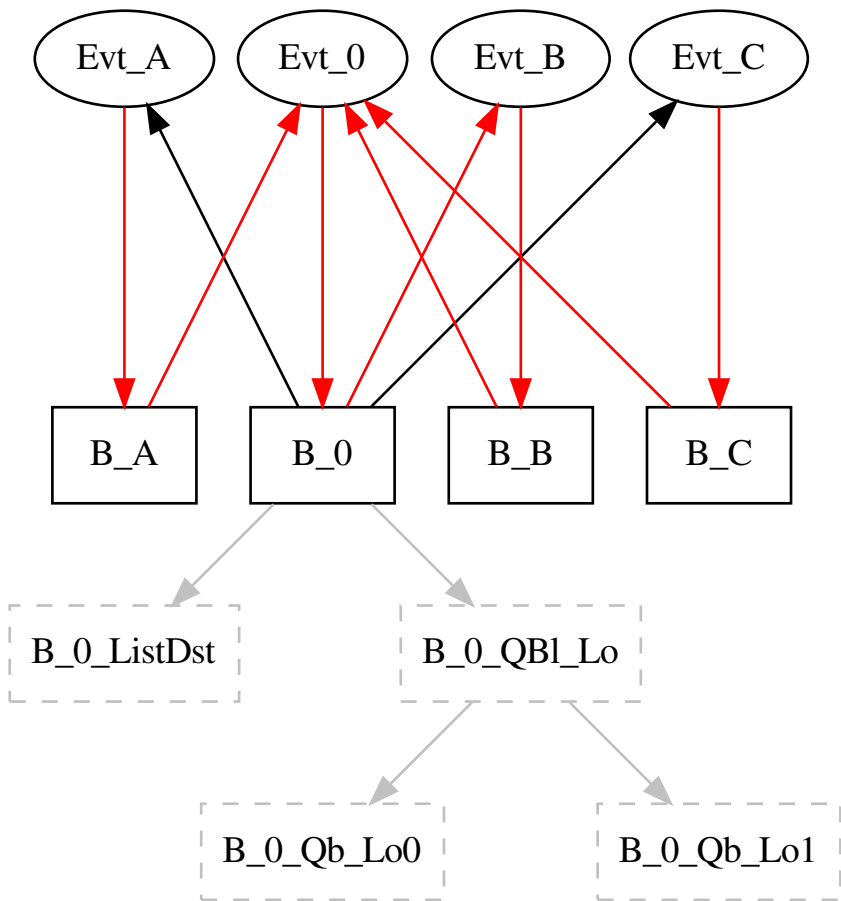 Evt_A
Evt_0
Evt_B
Evt_C
B_A
B_0
B_B
B_C
B_0_ListDst
B_0_QBl_Lo
B_0_Qb_Lo0
B_0_Qb_Lo1